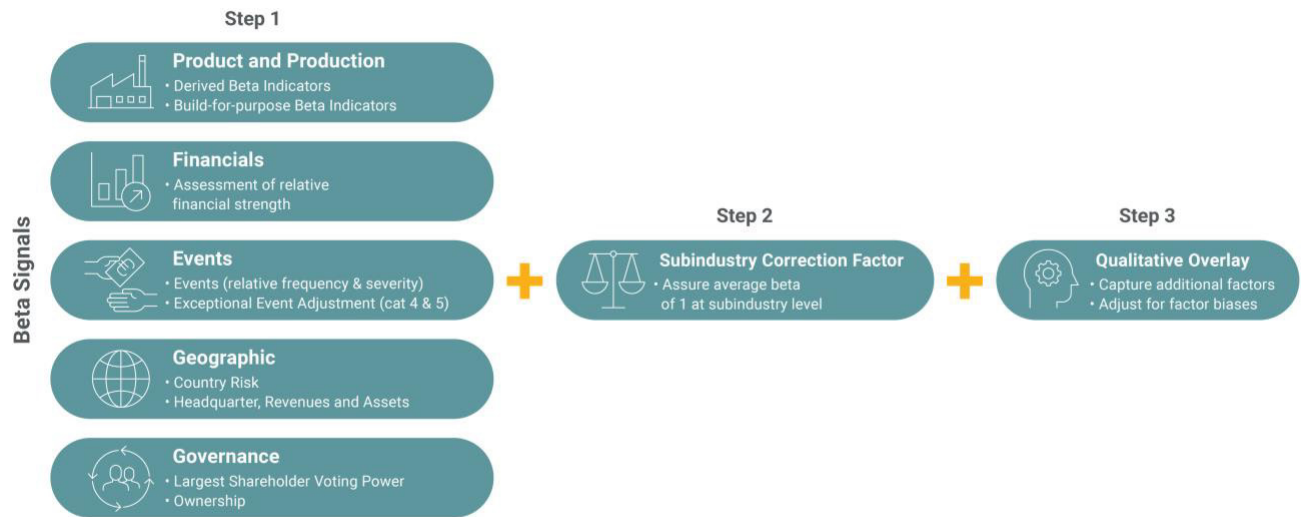 Step 1
Beta Signals
Product and Production
• Derived Beta Indicators
• Build-for-purpose Beta Indicators
Financials
• Assessment of relative
financial strength
Events
• Events (relative frequency & severity)
• Exceptional Event Adjustment (cat 4 & 5)
Geographic
• Country Risk
• Headquarter, Revenues and Assets
Governance
• Largest Shareholder Voting Power
• Ownership
Step 2
Subindustry Correction Factor
• Assure average beta
of 1 at subindustry level
Step 3
Qualitative Overlay
• Capture additional factors
• Adjust for factor biases